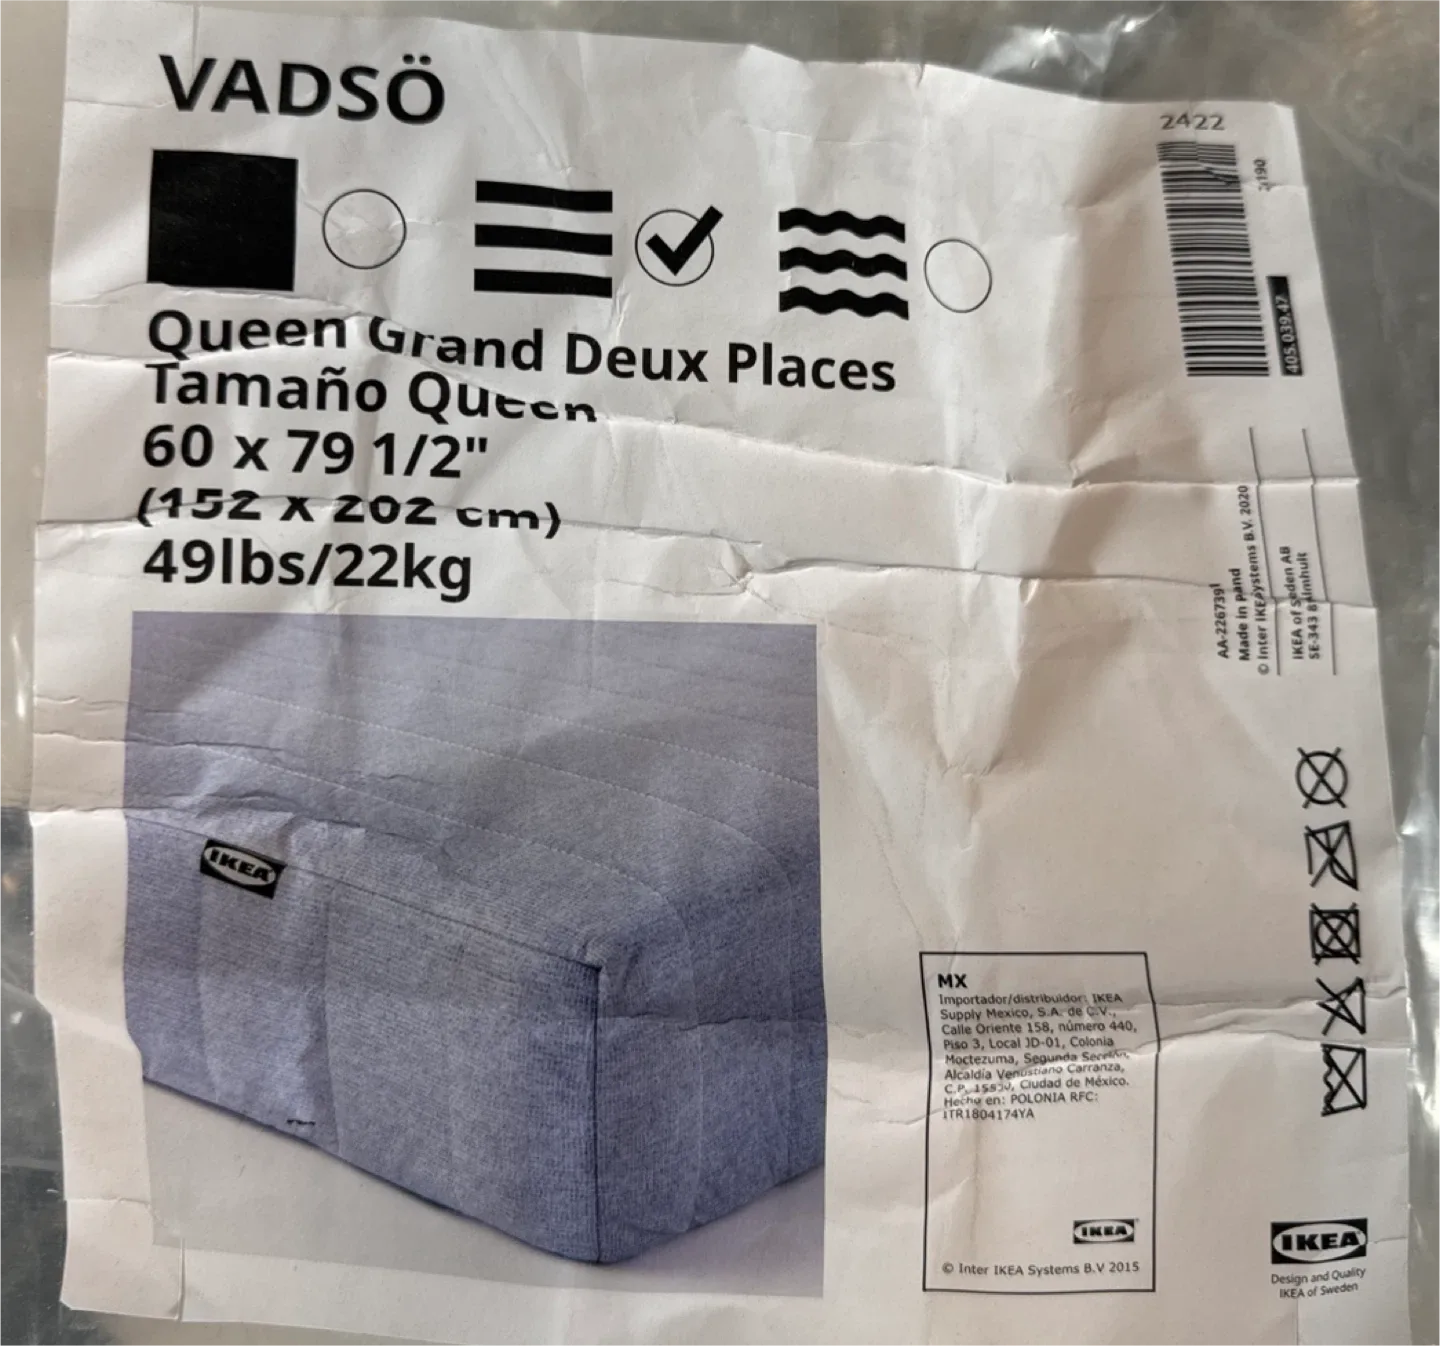 VADSÖ
Queen Grand Deux Places
Tamaño Queen
60 x 79 1/2"
(152 x 202 cm)
49lbs/22kg
IKEA
2422
405.039.47
AA-2267391
Made in
© Inter IKEA Systems B.V. 2020
IKEA of
SE-343
MX
Importador/distribuidor: IKEA
Supply Mexico, S.A. de C.V.,
Calle Oriente 158, número 440,
Piso 3, Local JD-01, Colonia
Moctezuma, Segunda Sección,
Alcaldía Venustiano Carranza,
C.P. 15530, Ciudad de México.
Hecho en: POLONIA RFC:
ITR1804174YA
IKEA
© Inter IKEA Systems B.V 2015
IKEA
Design and Quality
IKEA of Sweden